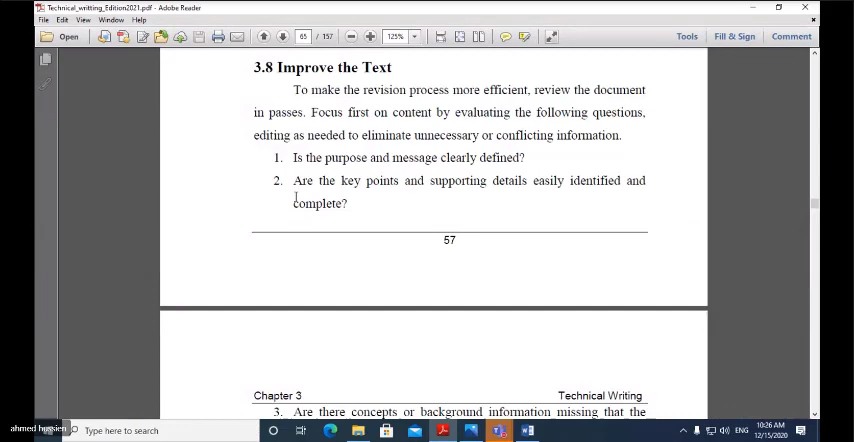 Technical_writting_Edition2021.pdf - Adobe Reader
File Edit View Window Help
Open 65 / 157 125% Tools Fill & Sign Comment
3.8 Improve the Text
To make the revision process more efficient, review the document
in passes. Focus first on content by evaluating the following questions,
editing as needed to eliminate unnecessary or conflicting information.
1. Is the purpose and message clearly defined?
2. Are the key points and supporting details easily identified and
complete?
57
Chapter 3 Technical Writing
3. Are there concepts or background information missing that the
ahmed hussien
Type here to search
ENG
10:26 AM
12/15/2020